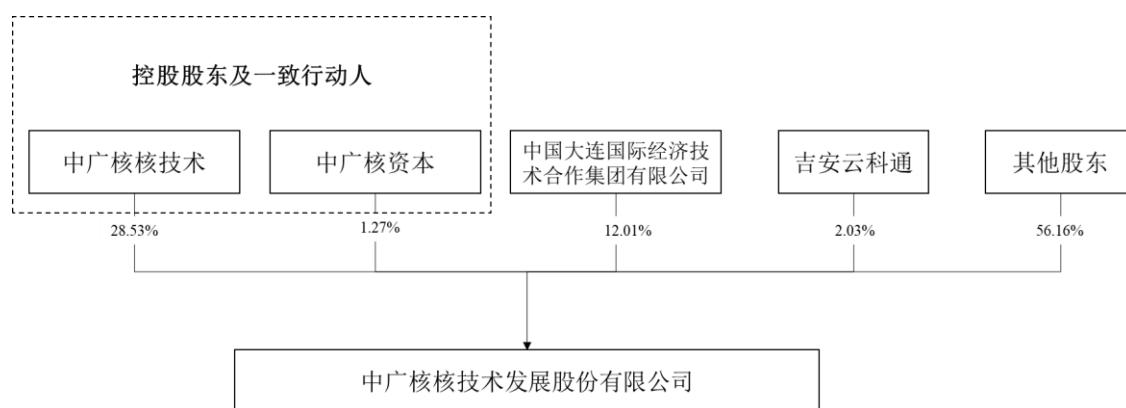 控股股东及一致行动人
中广核核技术
中广核资本
中国大连国际经济技
术合作集团有限公司
吉安云科通
其他股东
28.53%
1.27%
12.01%
2.03%
56.16%
中广核核技术发展股份有限公司